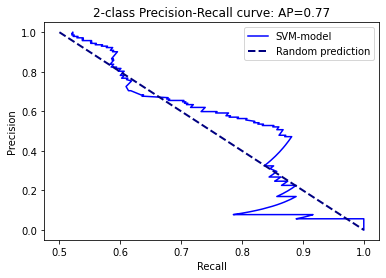 2-class Precision-Recall curve: AP=0.77
SVM-model
Random prediction
Precision
1.0
0.8
0.6
0.4
0.2
0.0
0.5 0.6 0.7 0.8 0.9 1.0
Recall